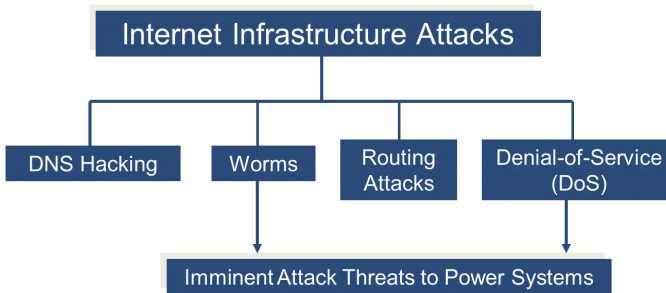 Internet Infrastructure Attacks
DNS Hacking
Worms
Routing
Attacks
Denial-of-Service
(DoS)
Imminent Attack Threats to Power Systems